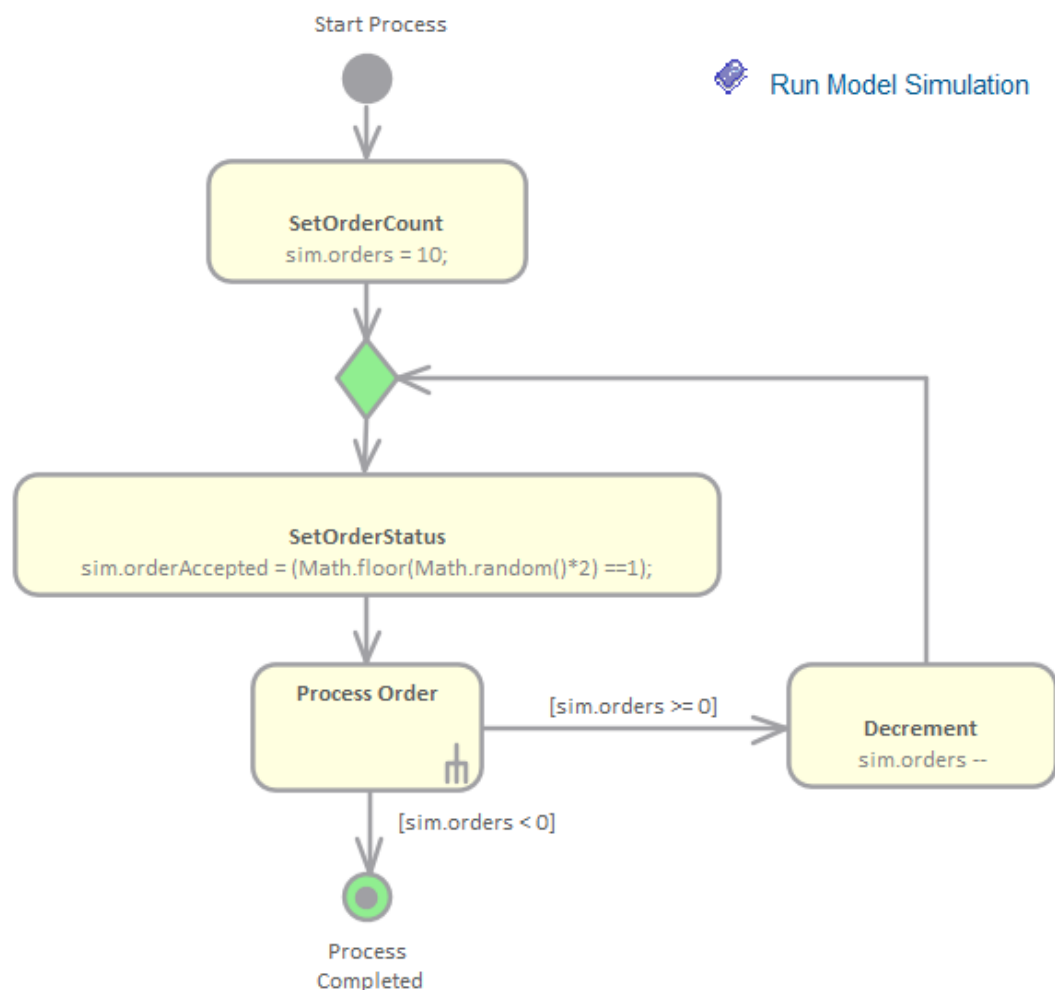 Start Process
Run Model Simulation
SetOrderCount
sim.orders = 10;
SetOrderStatus
sim.orderAccepted = (Math.floor(Math.random()*2) ==1);
Process Order
[sim.orders >= 0]
Decrement
sim.orders --
[sim.orders < 0]
Process
Completed